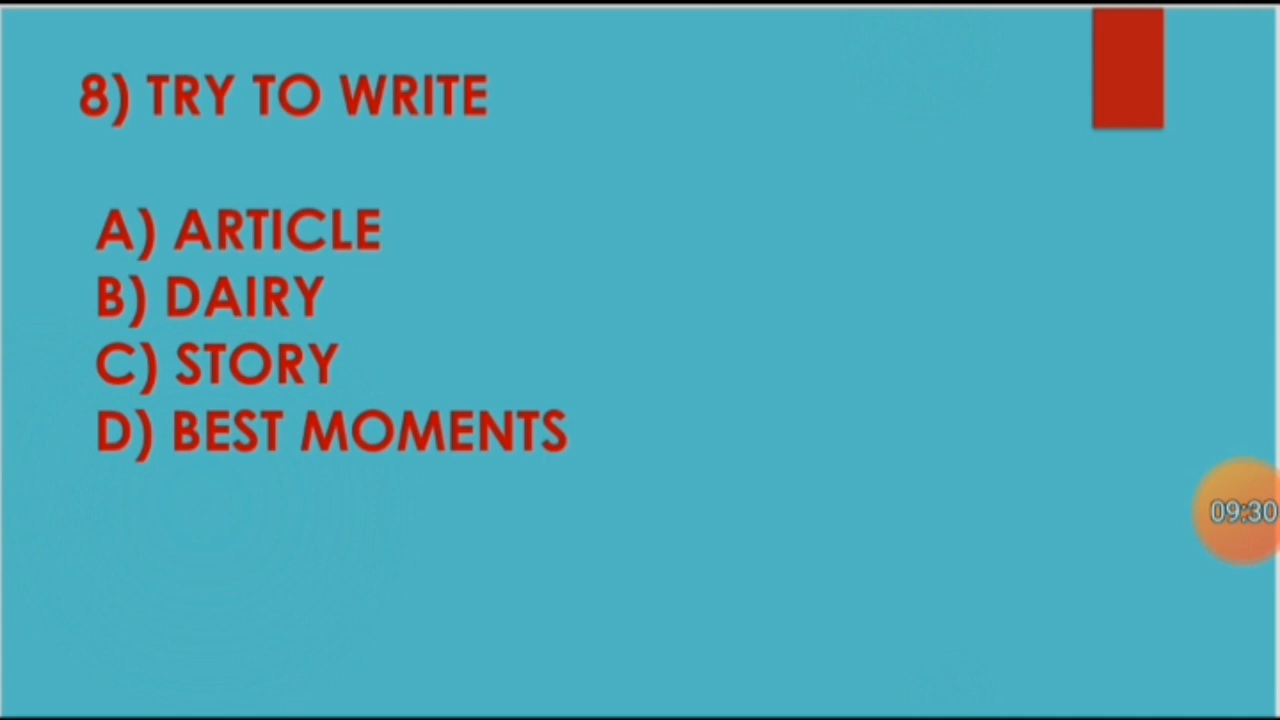 8) TRY TO WRITE
A) ARTICLE
B) DAIRY
C) STORY
D) BEST MOMENTS
09:30